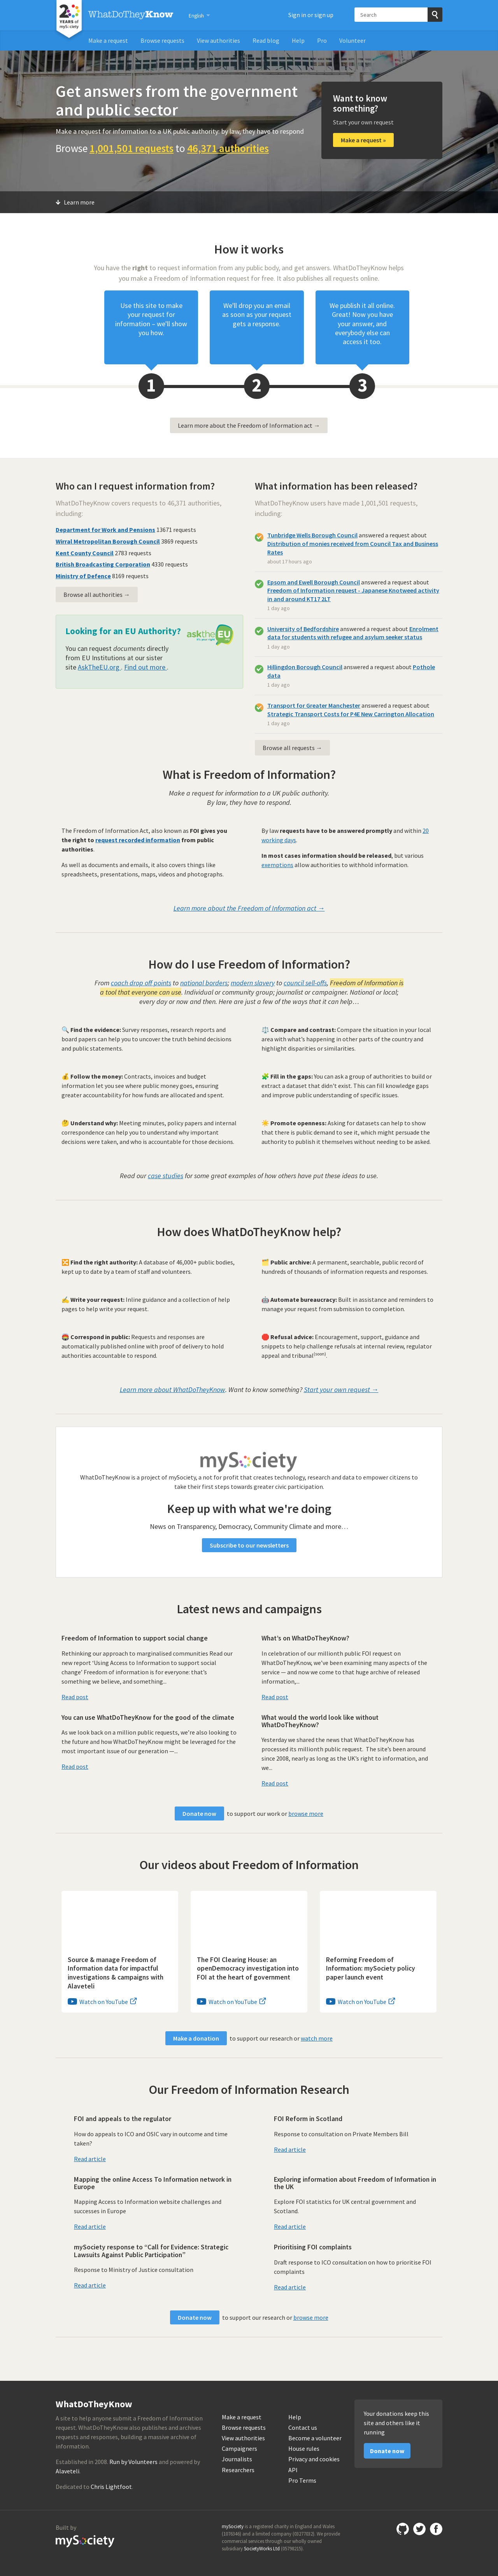 20 YEARS of mySociety
WhatDoTheyKnow
English
Sign in or sign up
Search
Make a request
Browse requests
View authorities
Read blog
Help
Pro
Volunteer
Get answers from the government
and public sector
Make a request for information to a UK public authority: by law, they have to respond
Browse 1,001,501 requests to 46,371 authorities
Want to know
something?
Start your own request
Make a request »
Learn more
How it works
You have the right to request information from any public body, and get answers. WhatDoTheyKnow helps
you make a Freedom of Information request for free. It also publishes all requests online.
Use this site to make
your request for
information – we'll show
you how.
We'll drop you an email
as soon as your request
gets a response.
We publish it all online.
Great! Now you have
your answer, and
everybody else can
access it too.
1
2
3
Learn more about the Freedom of Information act →
Who can I request information from?
WhatDoTheyKnow covers requests to 46,371 authorities,
including:
Department for Work and Pensions 13671 requests
Wirral Metropolitan Borough Council 3869 requests
Kent County Council 2783 requests
British Broadcasting Corporation 4330 requests
Ministry of Defence 8169 requests
Browse all authorities →
Looking for an EU Authority?
asktheEU
You can request documents directly
from EU Institutions at our sister
site AskTheEU.org . Find out more .
What information has been released?
WhatDoTheyKnow users have made 1,001,501 requests,
including:
Tunbridge Wells Borough Council answered a request about
Distribution of monies received from Council Tax and Business
Rates
about 17 hours ago
Epsom and Ewell Borough Council answered a request about
Freedom of Information request - Japanese Knotweed activity
in and around KT17 2LT
1 day ago
University of Bedfordshire answered a request about Enrolment
data for students with refugee and asylum seeker status
1 day ago
Hillingdon Borough Council answered a request about Pothole
data
1 day ago
Transport for Greater Manchester answered a request about
Strategic Transport Costs for P4E New Carrington Allocation
1 day ago
Browse all requests →
What is Freedom of Information?
Make a request for information to a UK public authority.
By law, they have to respond.
The Freedom of Information Act, also known as FOI gives you
the right to request recorded information from public
authorities.
As well as documents and emails, it also covers things like
spreadsheets, presentations, maps, videos and photographs.
By law requests have to be answered promptly and within 20
working days.
In most cases information should be released, but various
exemptions allow authorities to withhold information.
Learn more about the Freedom of Information act →
How do I use Freedom of Information?
From coach drop off points to national borders; modern slavery to council sell-offs, Freedom of Information is
a tool that everyone can use. Individual or community group; journalist or campaigner. National or local;
every day or now and then. Here are just a few of the ways that it can help…
🔍 Find the evidence: Survey responses, research reports and
board papers can help you to uncover the truth behind decisions
and public statements.
⚖️ Compare and contrast: Compare the situation in your local
area with what's happening in other parts of the country and
highlight disparities or similarities.
💰 Follow the money: Contracts, invoices and budget
information let you see where public money goes, ensuring
greater accountability for how funds are allocated and spent.
🧩 Fill in the gaps: You can ask a group of authorities to build or
extract a dataset that didn't exist. This can fill knowledge gaps
and improve public understanding of specific issues.
🤔 Understand why: Meeting minutes, policy papers and internal
correspondence can help you to understand why important
decisions were taken, and who is accountable for those decisions.
☀️ Promote openness: Asking for datasets can help to show
that there is public demand to see it, which might persuade the
authority to publish it themselves without needing to be asked.
Read our case studies for some great examples of how others have put these ideas to use.
How does WhatDoTheyKnow help?
🔀 Find the right authority: A database of 46,000+ public bodies,
kept up to date by a team of staff and volunteers.
🗂️ Public archive: A permanent, searchable, public record of
hundreds of thousands of information requests and responses.
✍️ Write your request: Inline guidance and a collection of help
pages to help write your request.
🤖 Automate bureaucracy: Built in assistance and reminders to
manage your request from submission to completion.
📮 Correspond in public: Requests and responses are
automatically published online with proof of delivery to hold
authorities accountable to respond.
🛑 Refusal advice: Encouragement, support, guidance and
snippets to help challenge refusals at internal review, regulator
appeal and tribunal(soon).
Learn more about WhatDoTheyKnow. Want to know something? Start your own request →
mySociety
WhatDoTheyKnow is a project of mySociety, a not for profit that creates technology, research and data to empower citizens to
take their first steps towards greater civic participation.
Keep up with what we're doing
News on Transparency, Democracy, Community Climate and more…
Subscribe to our newsletters
Latest news and campaigns
Freedom of Information to support social change
Rethinking our approach to marginalised communities Read our
new report 'Using Access to Information to support social
change' Freedom of information is for everyone: that's
something we believe, and something...
Read post
What's on WhatDoTheyKnow?
In celebration of our millionth public FOI request on
WhatDoTheyKnow, we've been examining many aspects of the
service — and now we come to that huge archive of released
information,...
Read post
You can use WhatDoTheyKnow for the good of the climate
As we look back on a million public requests, we're also looking to
the future and how WhatDoTheyKnow might be leveraged for the
most important issue of our generation —...
Read post
What would the world look like without
WhatDoTheyKnow?
Yesterday we shared the news that WhatDoTheyKnow has
processed its millionth public request. The site's been around
since 2008, nearly as long as the UK's right to information, and
we...
Read post
Donate now to support our work or browse more
Our videos about Freedom of Information
Source & manage Freedom of
Information data for impactful
investigations & campaigns with
Alaveteli
Watch on YouTube
The FOI Clearing House: an
openDemocracy investigation into
FOI at the heart of government
Watch on YouTube
Reforming Freedom of
Information: mySociety policy
paper launch event
Watch on YouTube
Make a donation to support our research or watch more
Our Freedom of Information Research
FOI and appeals to the regulator
How do appeals to ICO and OSIC vary in outcome and time
taken?
Read article
FOI Reform in Scotland
Response to consultation on Private Members Bill
Read article
Mapping the online Access To Information network in
Europe
Mapping Access to Information website challenges and
successes in Europe
Read article
Exploring information about Freedom of Information in
the UK
Explore FOI statistics for UK central government and
Scotland.
Read article
mySociety response to “Call for Evidence: Strategic
Lawsuits Against Public Participation”
Response to Ministry of Justice consultation
Read article
Prioritising FOI complaints
Draft response to ICO consultation on how to prioritise FOI
complaints
Read article
Donate now to support our research or browse more
WhatDoTheyKnow
A site to help anyone submit a Freedom of Information
request. WhatDoTheyKnow also publishes and archives
requests and responses, building a massive archive of
information.
Established in 2008. Run by Volunteers and powered by
Alaveteli
Dedicated to Chris Lightfoot.
Make a request
Browse requests
View authorities
Campaigners
Journalists
Researchers
Help
Contact us
Become a volunteer
House rules
Privacy and cookies
API
Pro Terms
Your donations keep this
site and others like it
running
Donate now
Built by
mySociety
mySociety is a registered charity in England and Wales
(1076346) and a limited company (03277032). We provide
commercial services through our wholly owned
subsidiary SocietyWorks Ltd (05798215).